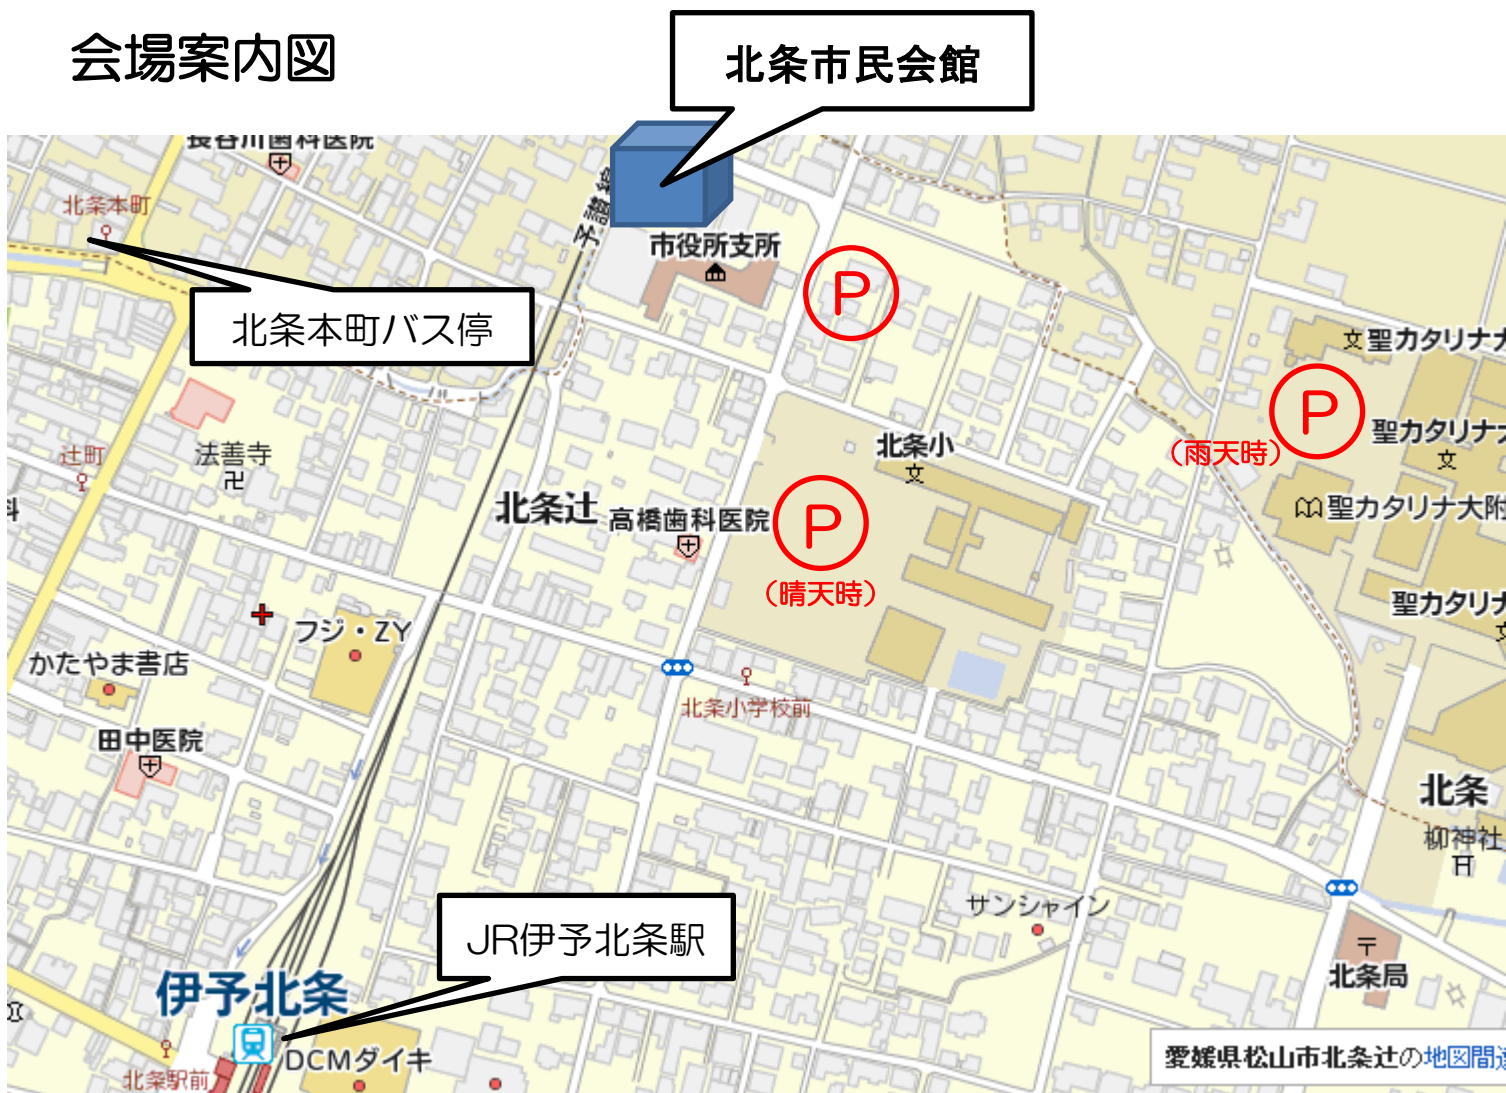 会場案内図
北条市民会館
長谷川歯科医院
北条本町
予讃線
市役所支所
P
北条本町バス停
文聖カタリナ
P
(雨天時)
聖カタリナ
文
法善寺
卍
辻町
北条小
文
聖カタリナ大附
北条辻
高橋歯科医院
P
(晴天時)
聖カタリナ
文
フジ・ZY
かたやま書店
北条小学校前
田中医院
北条
柳神社
サンシャイン
JR伊予北条駅
〒
北条局
伊予北条
DCMダイキ
北条駅前
愛媛県松山市北条辻の地図間